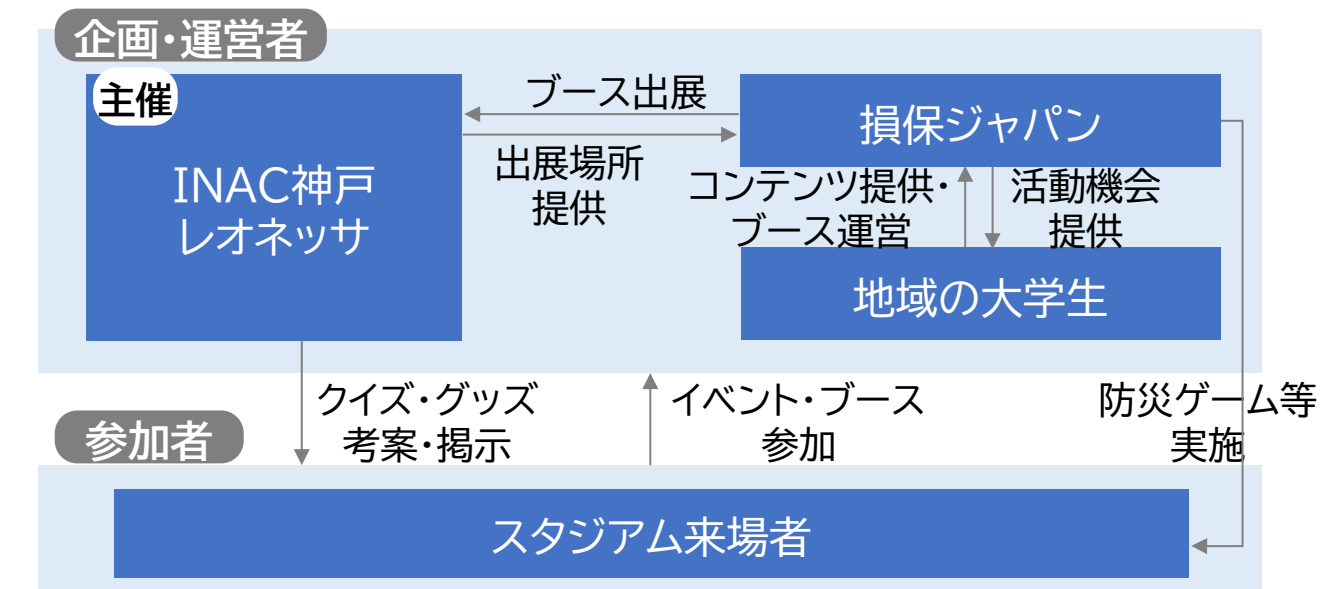 企画・運営者
主催
INAC神戸
レオネッサ
ブース出展
出展場所
提供
損保ジャパン
コンテンツ提供・
ブース運営
活動機会
提供
地域の大学生
クイズ・グッズ
考案・掲示
イベント・ブース
参加
防災ゲーム等
実施
参加者
スタジアム来場者